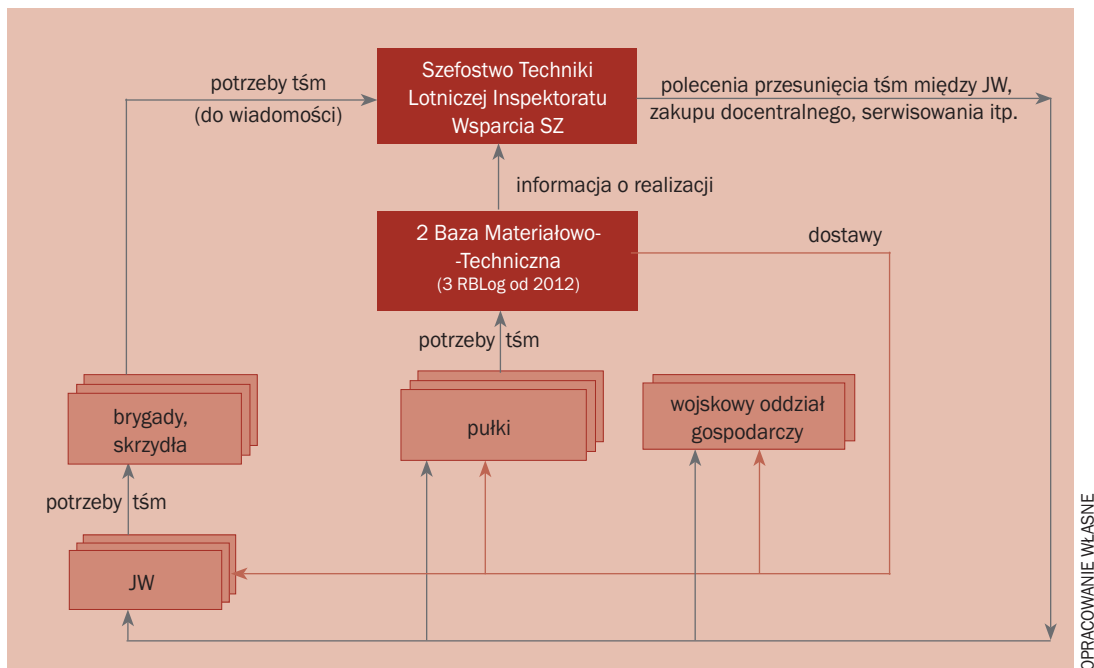 potrzeby tśm
(do wiadomości)
Szefostwo Techniki
Lotniczej Inspektoratu
Wsparcia SZ
polecenia przesunięcia tśm między JW,
zakupu docentralnego, serwisowania itp.
informacja o realizacji
2 Baza Materiałowo-
-Techniczna
(3 RBLog od 2012)
dostawy
potrzeby tśm
brygady,
skrzydła
pułki
wojskowy oddział
gospodarczy
potrzeby tśm
JW
OPRACOWANIE WŁASNE